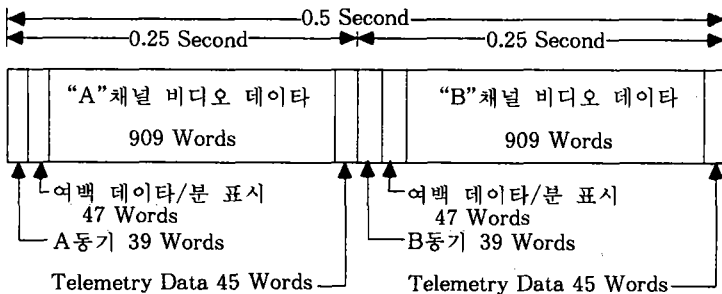 0.5 Second
0.25 Second 0.25 Second
“A”채널 비디오 데이타 “B”채널 비디오 데이타
909 Words 909 Words
여백 데이타/분 표시 여백 데이타/분 표시
47 Words 47 Words
A동기 39 Words B동기 39 Words
Telemetry Data 45 Words Telemetry Data 45 Words